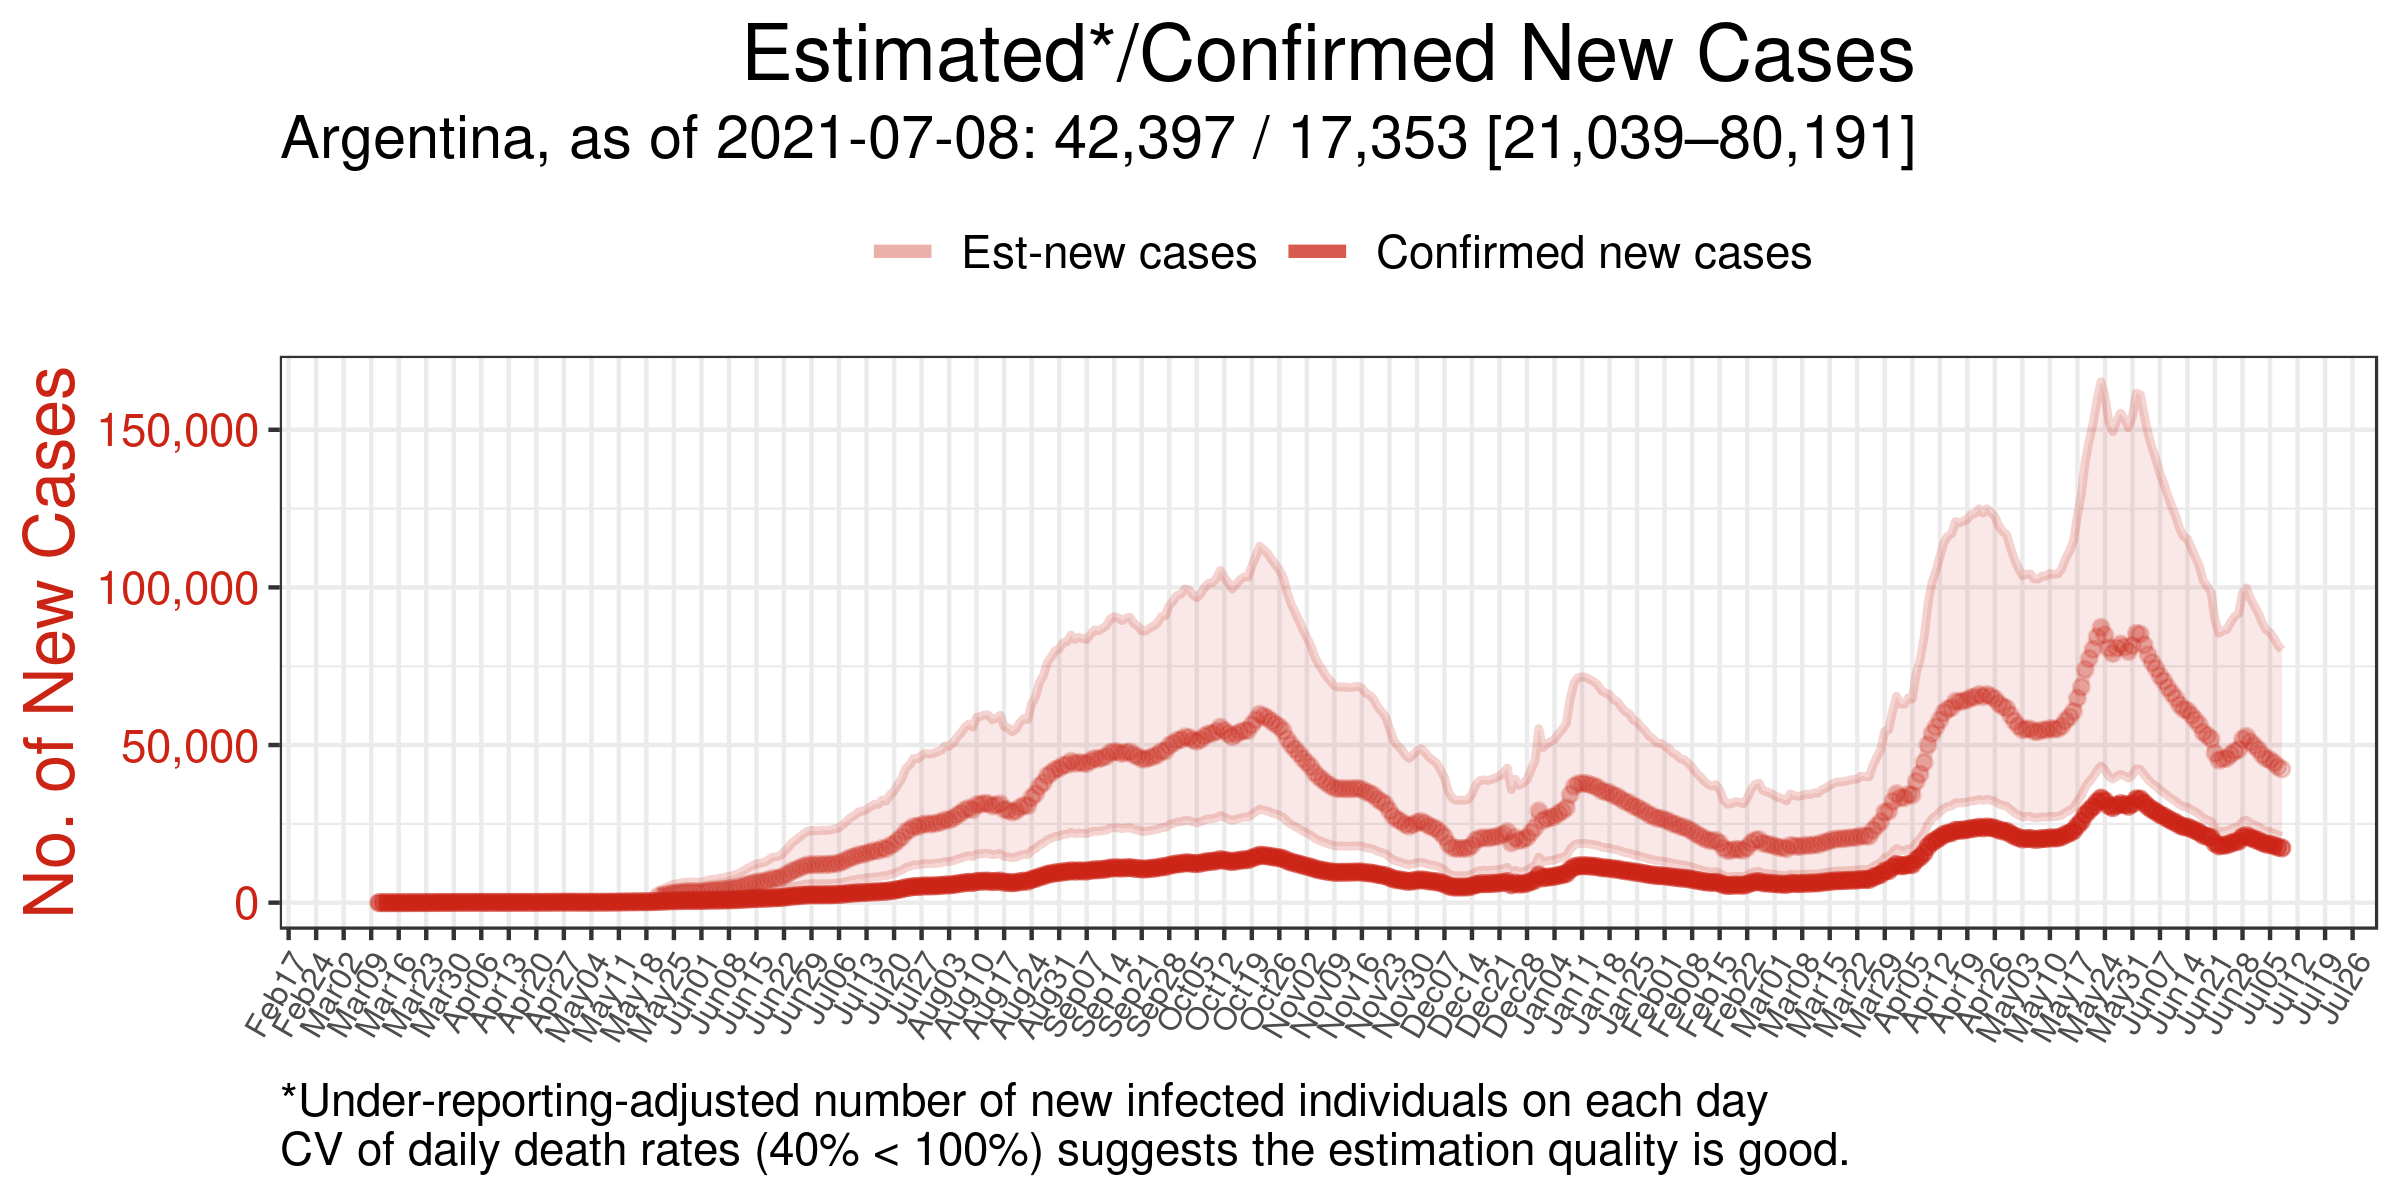 Estimated*/Confirmed New Cases
Argentina, as of 2021-07-08: 42,397 / 17,353 [21,039–80,191]
Est-new cases
Confirmed new cases
No. of New Cases
150,000
100,000
50,000
0
Feb17
Feb24
Mar02
Mar09
Mar16
Mar23
Mar30
Apr06
Apr13
Apr20
Apr27
May04
May11
May18
May25
Jun01
Jun08
Jun15
Jun22
Jun29
Jul06
Jul13
Jul20
Jul27
Aug03
Aug10
Aug17
Aug24
Aug31
Sep07
Sep14
Sep21
Sep28
Oct05
Oct12
Oct19
Oct26
Nov02
Nov09
Nov16
Nov23
Nov30
Dec07
Dec14
Dec21
Dec28
Jan04
Jan11
Jan18
Jan25
Feb01
Feb08
Feb15
Feb22
Mar01
Mar08
Mar15
Mar22
Mar29
Apr05
Apr12
Apr19
Apr26
May03
May10
May17
May24
May31
Jun07
Jun14
Jun21
Jun28
Jul05
Jul12
Jul19
Jul26
*Under-reporting-adjusted number of new infected individuals on each day
CV of daily death rates (40% < 100%) suggests the estimation quality is good.